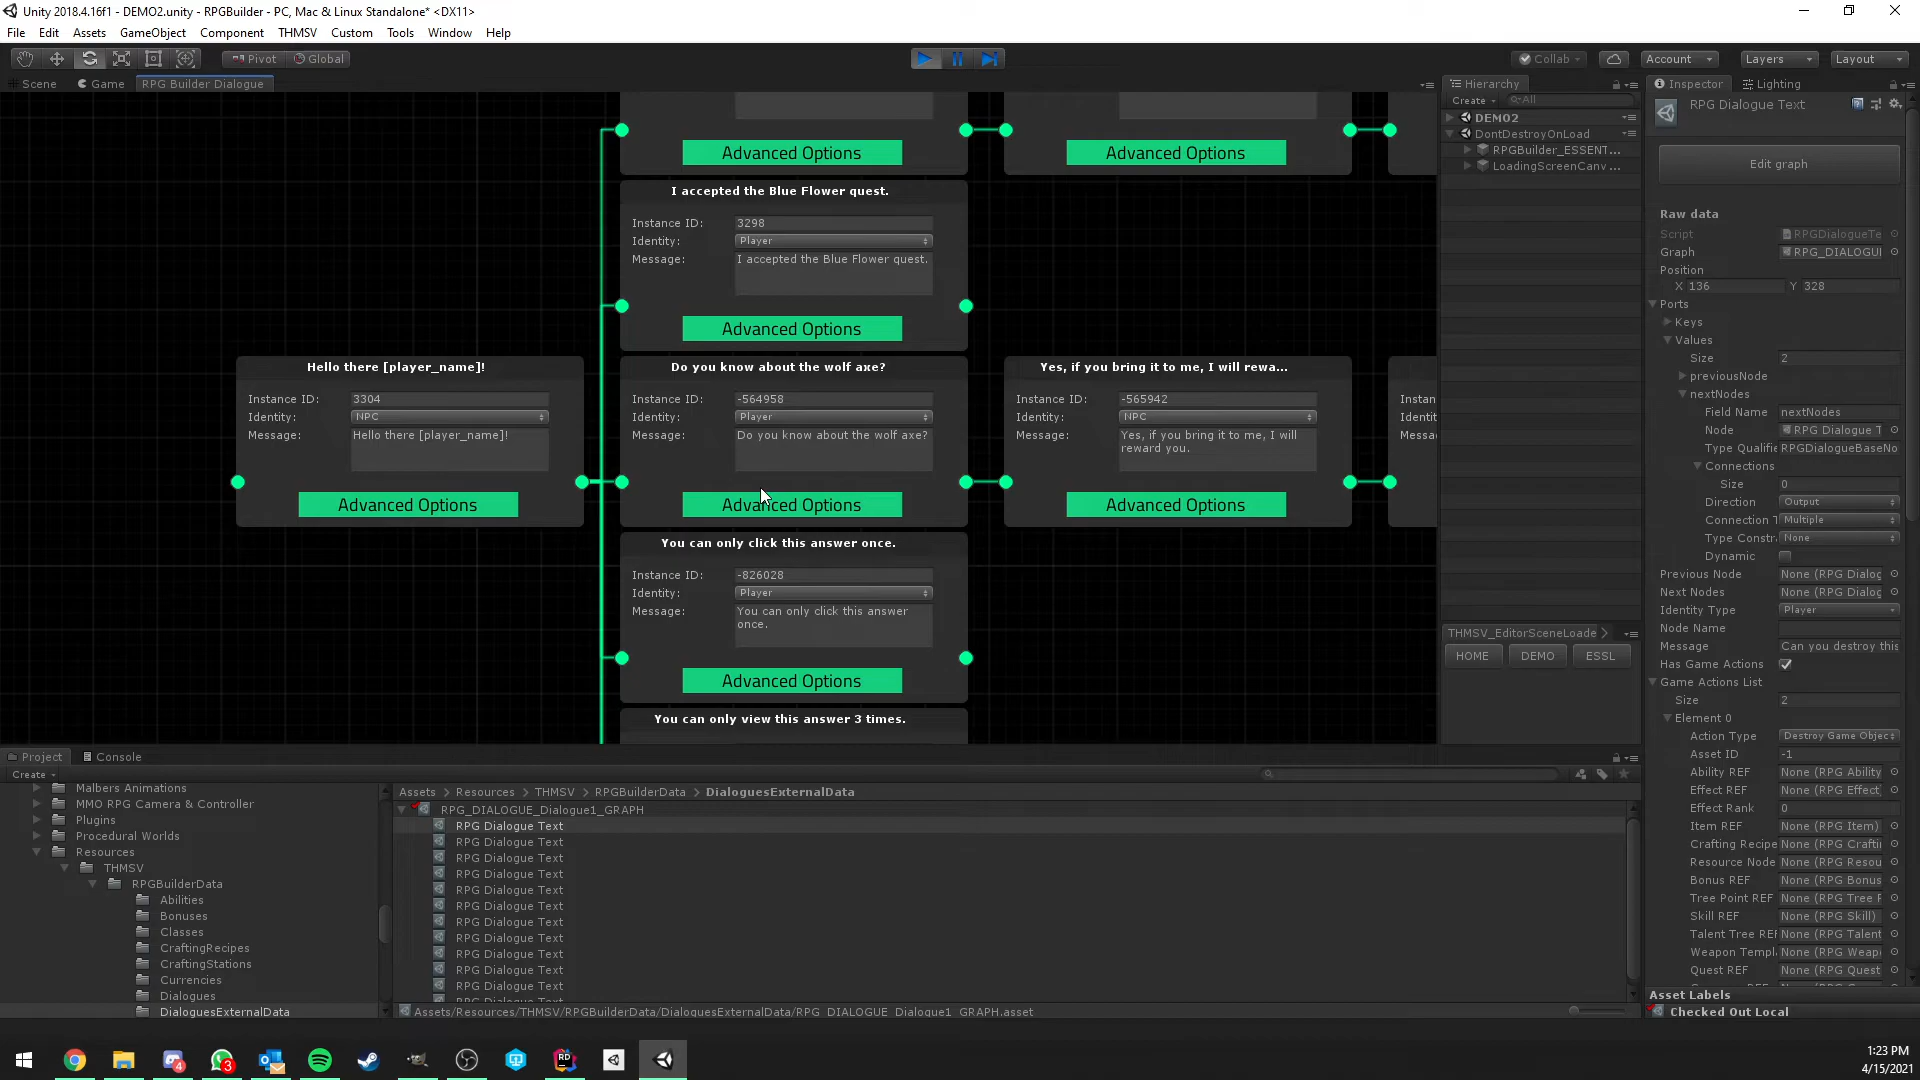 Unity 2018.4.16f1 - DEMO2.unity - RPGBuilder - PC, Mac & Linux Standalone* <DX11>
File Edit Assets GameObject Component THMSV Custom Tools Window Help
Pivot Global Collab Account Layers Layout
Scene Game RPG Builder Dialogue
Advanced Options
Advanced Options
I accepted the Blue Flower quest.
Instance ID: 3298
Identity: Player
Message: I accepted the Blue Flower quest.
Advanced Options
Hello there [player_name]!
Instance ID: 3304
Identity: NPC
Message: Hello there [player_name]!
Advanced Options
Do you know about the wolf axe?
Instance ID: -564958
Identity: Player
Message: Do you know about the wolf axe?
Advanced Options
Yes, if you bring it to me, I will rewa...
Instance ID: -565942
Identity: NPC
Message: Yes, if you bring it to me, I will
reward you.
Advanced Options
Instan
Identit
Messa
You can only click this answer once.
Instance ID: -826028
Identity: Player
Message: You can only click this answer
once.
Advanced Options
You can only view this answer 3 times.
Hierarchy
Create All
DEMO2
DontDestroyOnLoad
RPGBuilder_ESSENT...
LoadingScreenCanv...
THMSV_EditorSceneLoade
HOME DEMO ESSL
Inspector Lighting
RPG Dialogue Text
Edit graph
Raw data
Script RPGDialogueTe
Graph RPG_DIALOGUI
Position
X 136 Y 328
Ports
Keys
Values
Size 2
previousNode
nextNodes
Field Name nextNodes
Node RPG Dialogue T
Type Qualifie RPGDialogueBaseNo
Connections
Size 0
Direction Output
Connection T Multiple
Type Constr None
Dynamic
Previous Node None (RPG Dialog
Next Nodes None (RPG Dialog
Identity Type Player
Node Name
Message Can you destroy this
Has Game Actions
Game Actions List
Size 2
Element 0
Action Type Destroy Game Objec
Asset ID -1
Ability REF None (RPG Ability
Effect REF None (RPG Effect
Effect Rank 0
Item REF None (RPG Item)
Crafting Recipe None (RPG Crafti
Resource Node None (RPG Resou
Bonus REF None (RPG Bonus
Tree Point REF None (RPG Tree P
Skill REF None (RPG Skill)
Talent Tree REF None (RPG Talent
Weapon Templ None (RPG Weap
Quest REF None (RPG Quest
Asset Labels
Checked Out Local
Project Console
Create
Malbers Animations
MMO RPG Camera & Controller
Plugins
Procedural Worlds
Resources
THMSV
RPGBuilderData
Abilities
Bonuses
Classes
CraftingRecipes
CraftingStations
Currencies
Dialogues
DialoguesExternalData
Assets Resources THMSV RPGBuilderData DialoguesExternalData
RPG_DIALOGUE_Dialogue1_GRAPH
RPG Dialogue Text
RPG Dialogue Text
RPG Dialogue Text
RPG Dialogue Text
RPG Dialogue Text
RPG Dialogue Text
RPG Dialogue Text
RPG Dialogue Text
RPG Dialogue Text
RPG Dialogue Text
RPG Dialogue Text
RPG Dialogue Text
Assets/Resources/THMSV/RPGBuilderData/DialoguesExternalData/RPG_DIALOGUE_Dialogue1_GRAPH.asset
4 3 RD
1:23 PM
4/15/2021